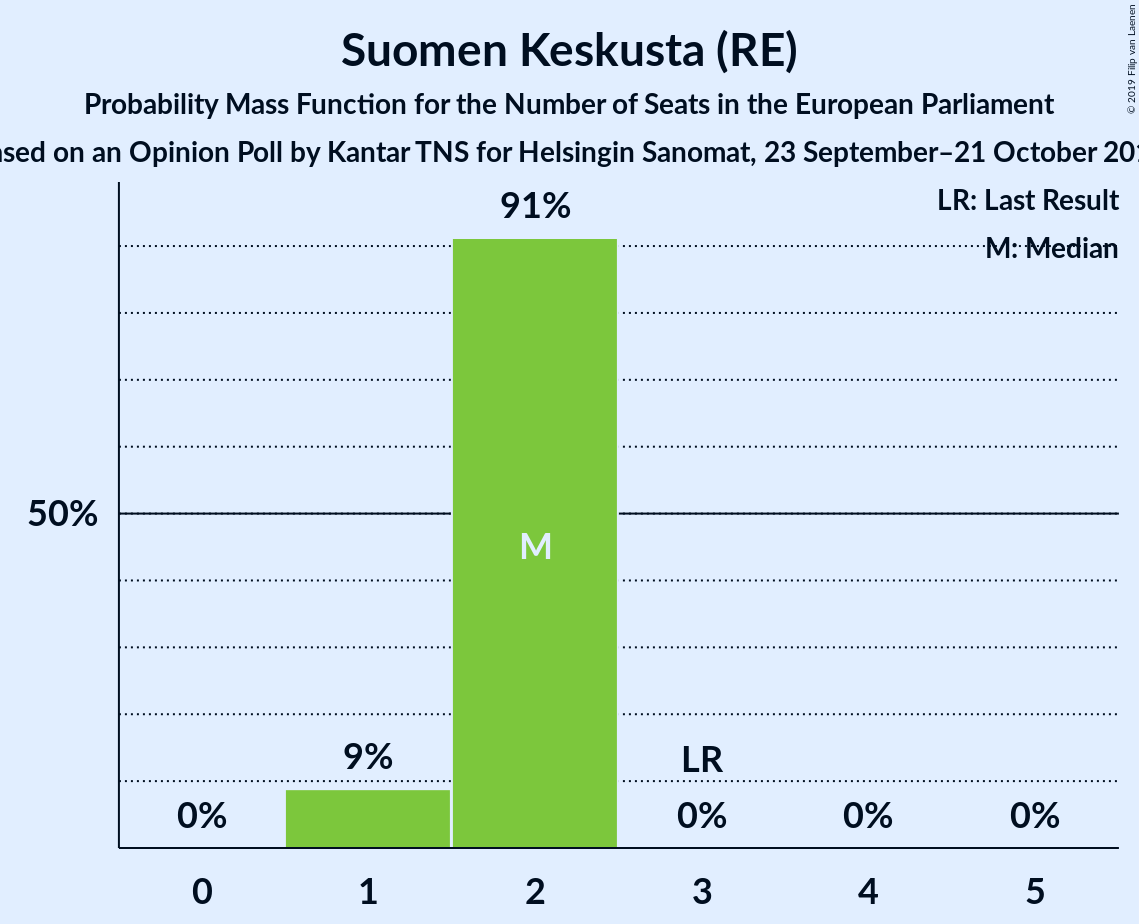 Suomen Keskusta (RE)
Probability Mass Function for the Number of Seats in the European Parliament
on an Opinion Poll by Kantar TNS for Helsingin Sanomat, 23 September–21 October
© 2019 Filip van Laenen
LR: Last Result
M: Median
91%
50%
M
9%
LR
0%
0%
0%
0%
0 1 2 3 4 5